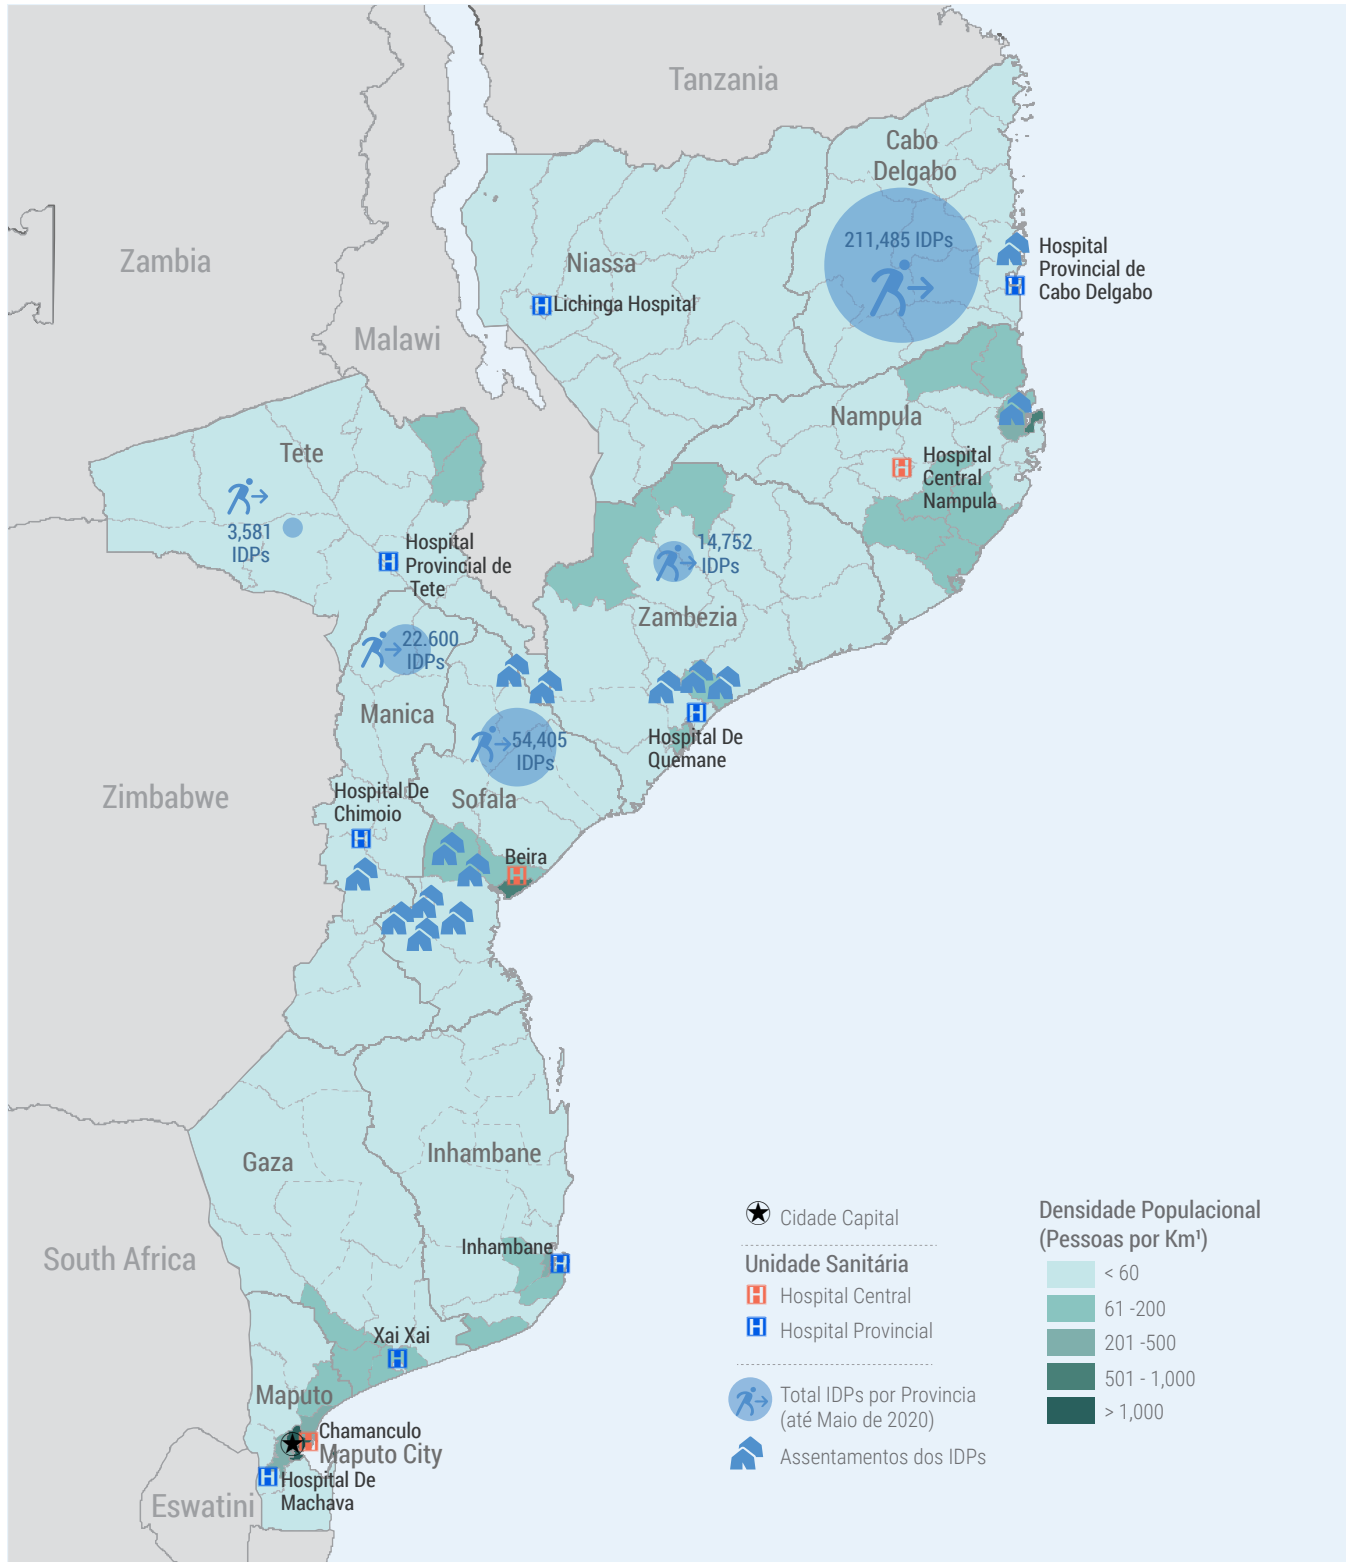 Tanzania
Cabo
Delgabo
211,485 IDPs
Hospital
Provincial de
Cabo Delgabo
Zambia
Niassa
Lichinga Hospital
Malawi
Nampula
Hospital
Central
Nampula
Tete
3,581
IDPs
Hospital
Provincial de
Tete
14,752
IDPs
Zambezia
22.600
IDPs
Manica
54,405
IDPs
Hospital De
Quemane
Zimbabwe
Hospital De
Chimoio
Sofala
Beira
Gaza
Inhambane
South Africa
Inhambane
Xai Xai
Maputo
Chamanculo
Maputo City
Hospital De
Machava
Eswatini
Cidade Capital
Unidade Sanitária
H Hospital Central
H Hospital Provincial
Total IDPs por Provincia
(até Maio de 2020)
Assentamentos dos IDPs
Densidade Populacional
(Pessoas por Km¹)
< 60
61 -200
201 -500
501 - 1,000
> 1,000